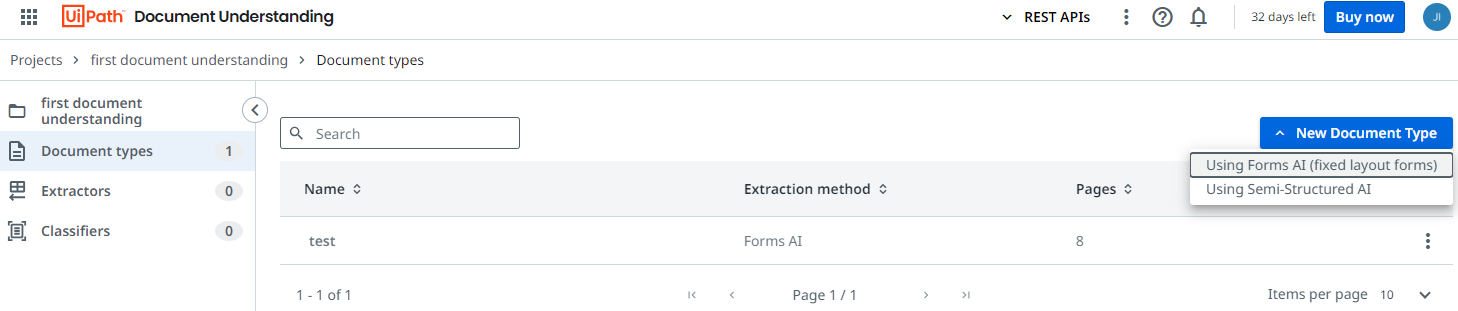 UiPath™ Document Understanding REST APIs 32 days left Buy now JI
Projects > first document understanding > Document types
first document
understanding
Document types 1
Extractors 0
Classifiers 0
Search
New Document Type
Using Forms AI (fixed layout forms)
Using Semi-Structured AI
Name Extraction method Pages
test Forms AI 8
1 - 1 of 1 Page 1 / 1 Items per page 10